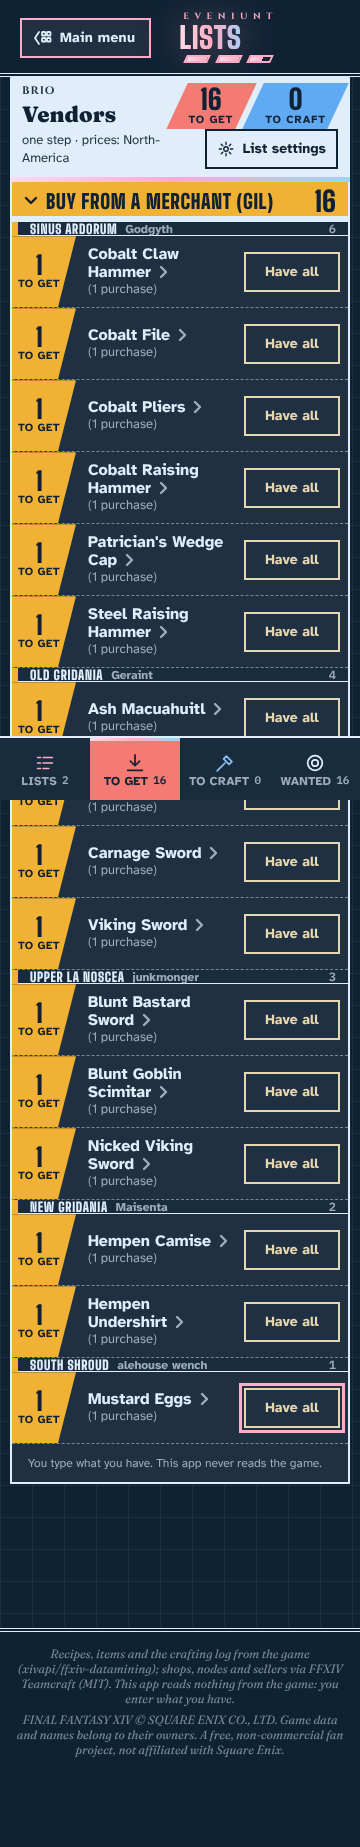 Main menu
EVENIUNT
LISTS
BRIO
Vendors
one step · prices: North-
America
16
TO GET
0
TO CRAFT
List settings
BUY FROM A MERCHANT (GIL) 16
SINUS ARDORUM Godgyth 6
1
TO GET
Cobalt Claw
Hammer
(1 purchase)
Have all
1
TO GET
Cobalt File
(1 purchase)
Have all
1
TO GET
Cobalt Pliers
(1 purchase)
Have all
1
TO GET
Cobalt Raising
Hammer
(1 purchase)
Have all
1
TO GET
Patrician's Wedge
Cap
(1 purchase)
Have all
1
TO GET
Steel Raising
Hammer
(1 purchase)
Have all
OLD GRIDANIA Geraint 4
1
TO GET
Ash Macuahuitl
(1 purchase)
Have all
LISTS 2
TO GET 16
TO CRAFT 0
WANTED 16
TO GET
(1 purchase)
1
TO GET
Carnage Sword
(1 purchase)
Have all
1
TO GET
Viking Sword
(1 purchase)
Have all
UPPER LA NOSCEA junkmonger 3
1
TO GET
Blunt Bastard
Sword
(1 purchase)
Have all
1
TO GET
Blunt Goblin
Scimitar
(1 purchase)
Have all
1
TO GET
Nicked Viking
Sword
(1 purchase)
Have all
NEW GRIDANIA Maisenta 2
1
TO GET
Hempen Camise
(1 purchase)
Have all
1
TO GET
Hempen
Undershirt
(1 purchase)
Have all
SOUTH SHROUD alehouse wench 1
1
TO GET
Mustard Eggs
(1 purchase)
Have all
You type what you have. This app never reads the game.
Recipes, items and the crafting log from the game
(xivapi/ffxiv-datamining); shops, nodes and sellers via FFXIV
Teamcraft (MIT). This app reads nothing from the game: you
enter what you have.
FINAL FANTASY XIV © SQUARE ENIX CO., LTD. Game data
and names belong to their owners. A free, non-commercial fan
project, not affiliated with Square Enix.